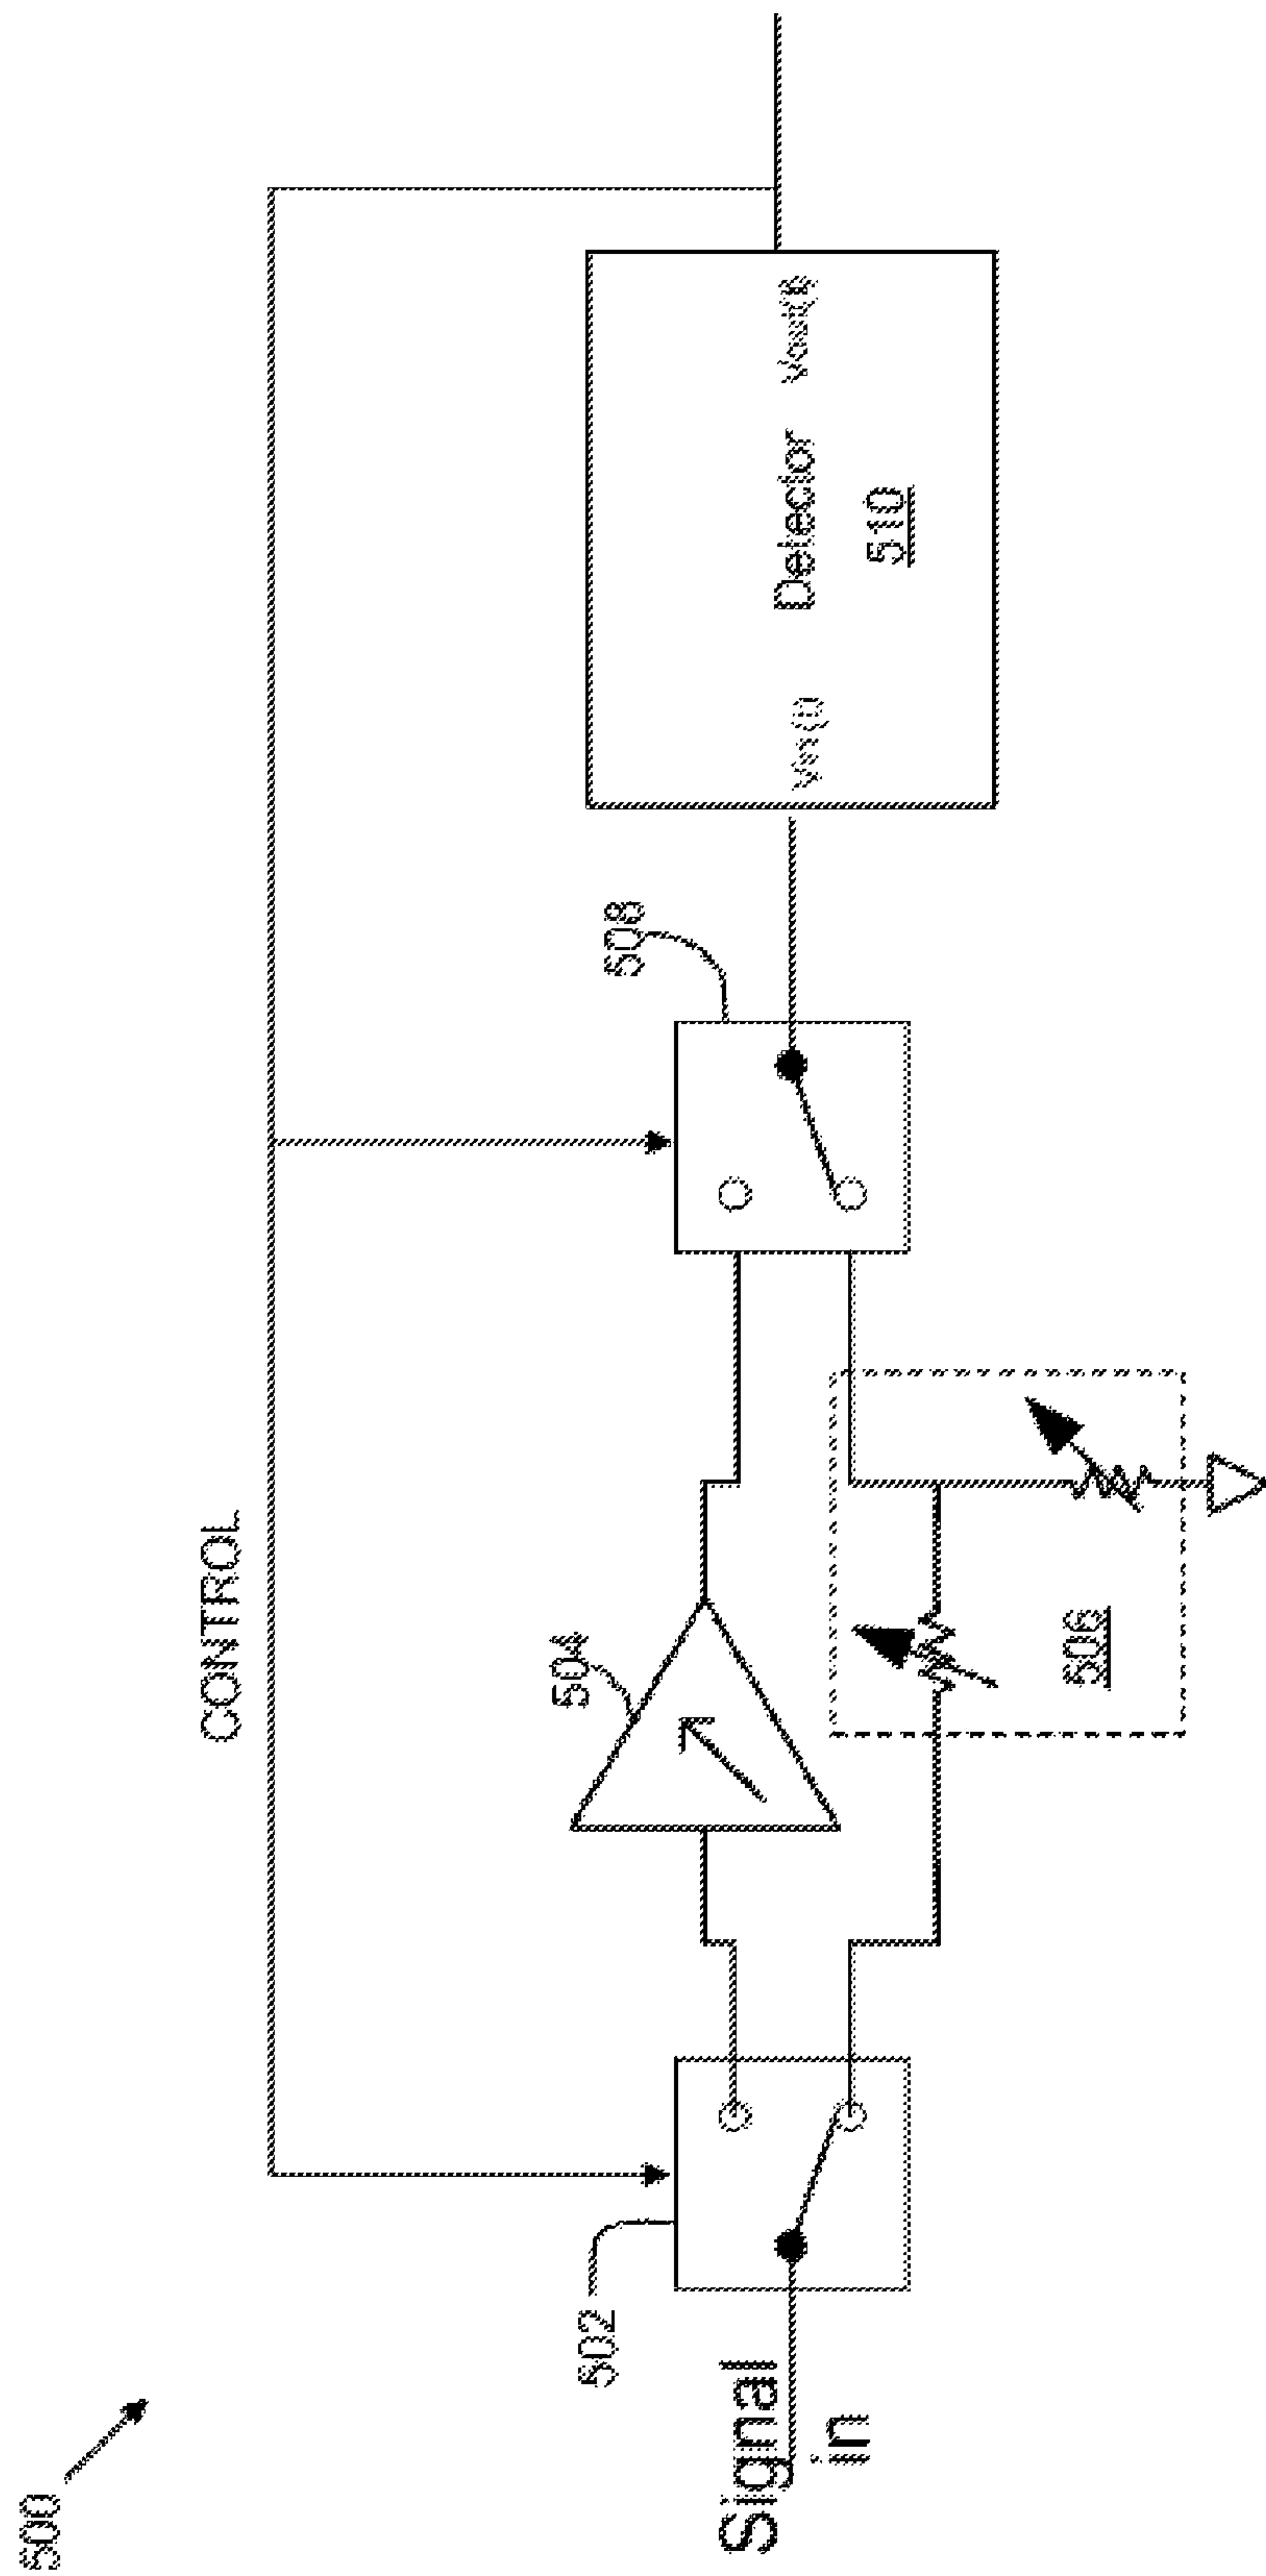 500
CONTROL
Signal
in
502
504
506
508
Vin(t)
Detector
Vout(t)
510